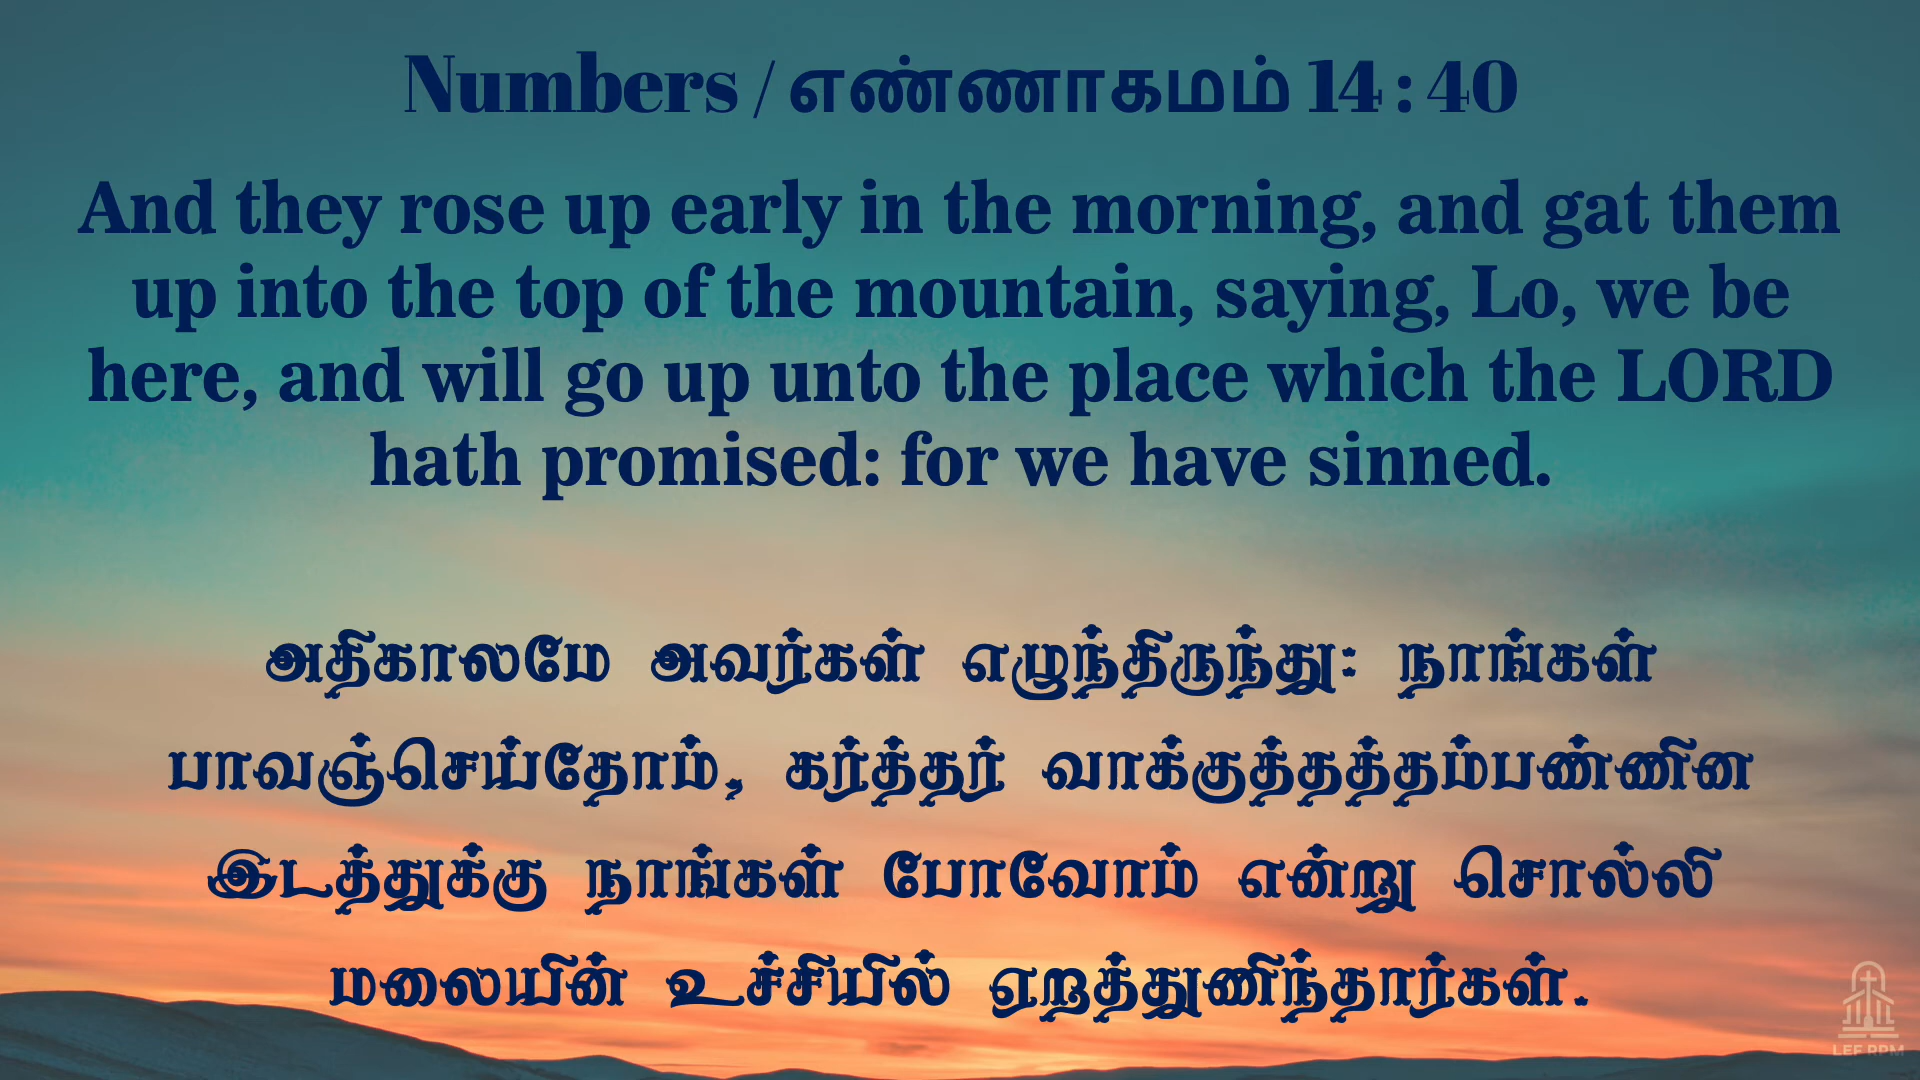 Numbers / எண்ணாகமம் 14 : 40
And they rose up early in the morning, and gat them
up into the top of the mountain, saying, Lo, we be
here, and will go up unto the place which the LORD
hath promised: for we have sinned.
அதிகாலமே அவர்கள் எழுந்திருந்து: நாங்கள்
பாவஞ்செய்தோம், கர்த்தர் வாக்குத்தத்தம்பண்ணின
இடத்துக்கு நாங்கள் போவோம் என்று சொல்லி
மலையின் உச்சியில் ஏறத்துணிந்தார்கள்.
LEF RPM